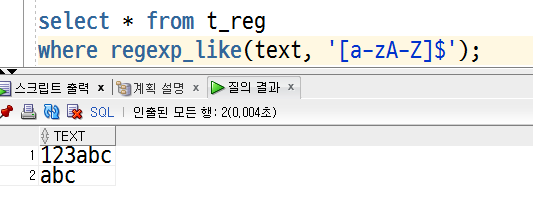 select * from t_reg
where regexp_like(text, '[a-zA-Z]$');
스크립트 출력 x 계획 설명 x 질의 결과 x
SQL | 인출된 모든 행: 2(0,004초)
TEXT
1 123abc
2 abc